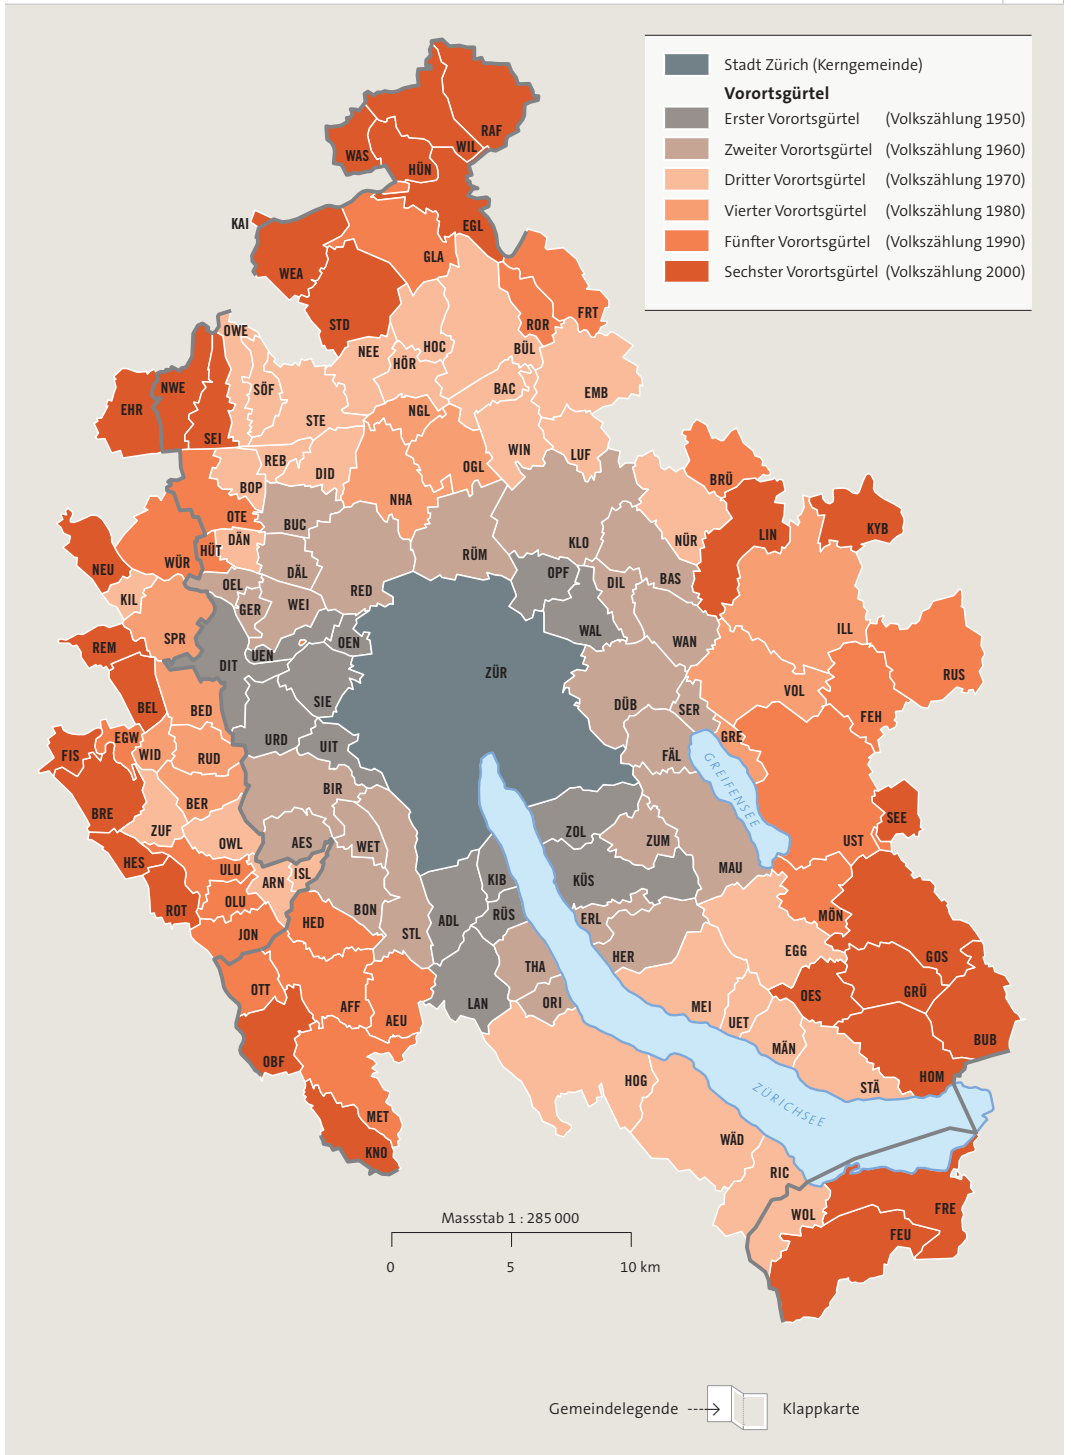 Stadt Zürich (Kerngemeinde)
Vorortsgürtel
Erster Vorortsgürtel (Volkszählung 1950)
Zweiter Vorortsgürtel (Volkszählung 1960)
Dritter Vorortsgürtel (Volkszählung 1970)
Vierter Vorortsgürtel (Volkszählung 1980)
Fünfter Vorortsgürtel (Volkszählung 1990)
Sechster Vorortsgürtel (Volkszählung 2000)
RAF
WIL
WAS
HÜN
KAI
EGL
GLA
WEA
FRT
ROR
STD
OWE
NEE
HOC
BÜL
HÖR
NWE
SÖF
BAC
EMB
EHR
NGL
STE
SEI
WIN
LUF
REB
OGL
DID
BRÜ
BOP
NHA
OTE
BUC
LIN
KYB
DÄN
NÜR
KLO
HÜT
RÜM
WÜR
NEU
DÄL
OPF
BAS
OEL
DIL
RED
KIL
GER
WEI
ILL
WAL
SPR
OEN
WAN
REM
UEN
DIT
ZÜR
RUS
VOL
BEL
SIE
DÜB
SER
BED
FEH
EGW
GRE
URD
UIT
FIS
WID
RUD
FÄL
GREIFENSEE
BIR
BER
BRE
SEE
ZUF
ZOL
OWL
AES
WET
ZUM
UST
HES
ULU
MAU
ISL
ARN
KIB
KÜS
OLU
ROT
BON
RÜS
MÖN
HED
ADL
ERL
JON
STL
EGG
HER
GOS
THA
OTT
GRÜ
OES
AFF
LAN
ORI
MEI
AEU
UET
BUB
MÄN
OBF
HOM
HOG
STÄ
ZÜRICHSEE
MET
WÄD
KNO
RIC
FRE
WOL
FEU
Massstab 1 : 285 000
0 5 10 km
Gemeindelegende Klappkarte